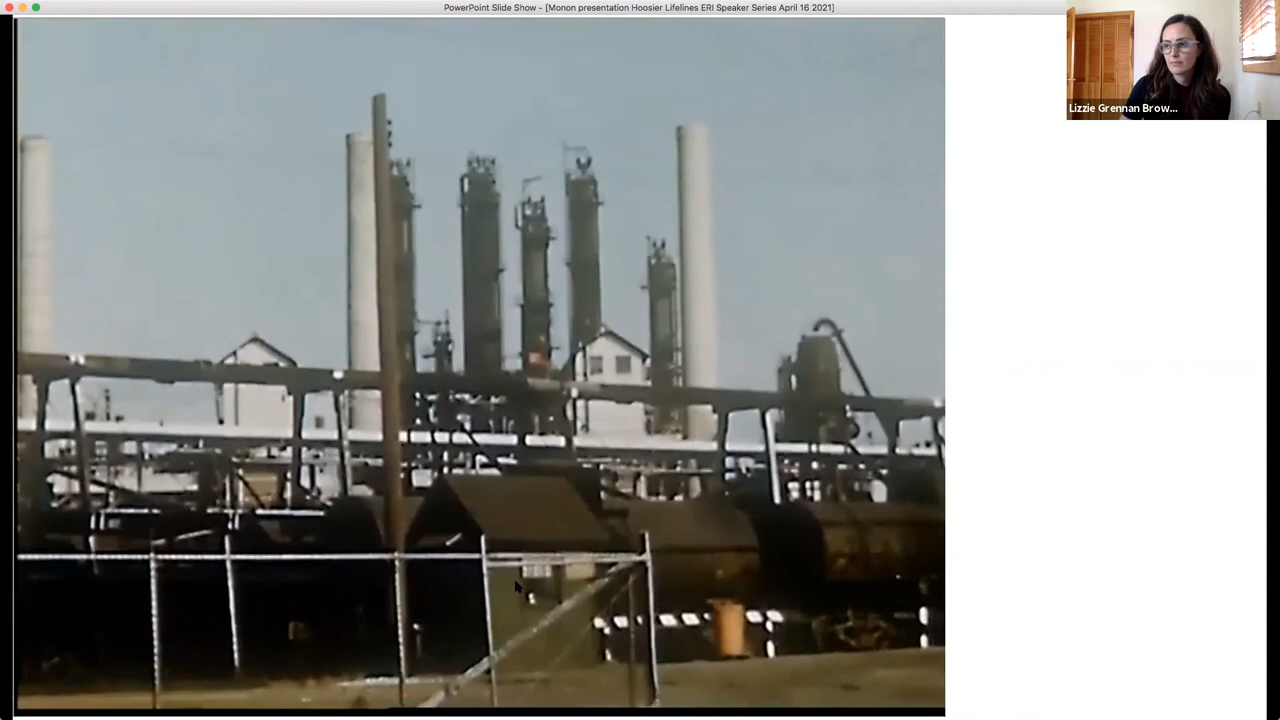 PowerPoint Slide Show - [Monon presentation Hoosier Lifelines ERI Speaker Series April 16 2021]
Lizzie Grennan Brow...